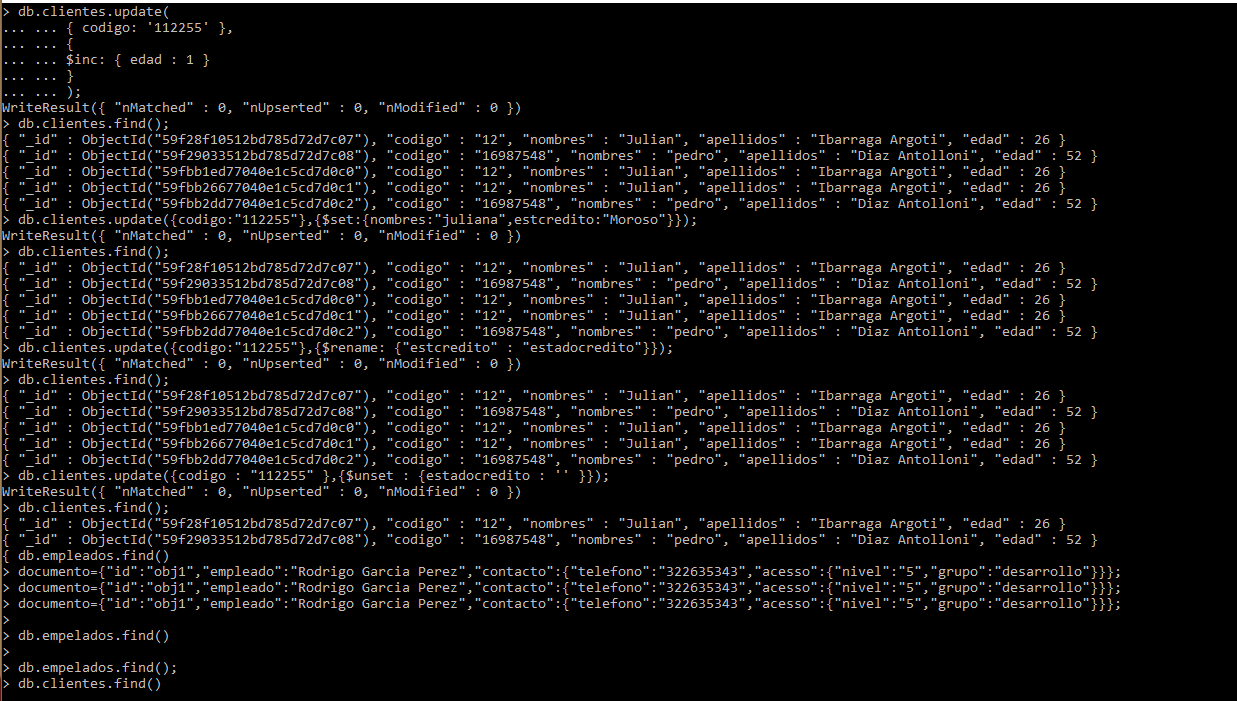 > db.clientes.update(
... ... { codigo: '112255' },
... ... {
... ... $inc: { edad : 1 }
... ... }
... ... );
WriteResult({ "nMatched" : 0, "nUpserted" : 0, "nModified" : 0 })
> db.clientes.find();
{ "_id" : ObjectId("59f28f10512bd785d72d7c07"), "codigo" : "12", "nombres" : "Julian", "apellidos" : "Ibarraga Argoti", "edad" : 26 }
{ "_id" : ObjectId("59f29033512bd785d72d7c08"), "codigo" : "16987548", "nombres" : "pedro", "apellidos" : "Diaz Antolloni", "edad" : 52 }
{ "_id" : ObjectId("59fbb1ed77040e1c5cd7d0c0"), "codigo" : "12", "nombres" : "Julian", "apellidos" : "Ibarraga Argoti", "edad" : 26 }
{ "_id" : ObjectId("59fbb26677040e1c5cd7d0c1"), "codigo" : "12", "nombres" : "Julian", "apellidos" : "Ibarraga Argoti", "edad" : 26 }
{ "_id" : ObjectId("59fbb2dd77040e1c5cd7d0c2"), "codigo" : "16987548", "nombres" : "pedro", "apellidos" : "Diaz Antolloni", "edad" : 52 }
> db.clientes.update({codigo:"112255"},{$set:{nombres:"juliana",estcredito:"Moroso"}});
WriteResult({ "nMatched" : 0, "nUpserted" : 0, "nModified" : 0 })
> db.clientes.find();
{ "_id" : ObjectId("59f28f10512bd785d72d7c07"), "codigo" : "12", "nombres" : "Julian", "apellidos" : "Ibarraga Argoti", "edad" : 26 }
{ "_id" : ObjectId("59f29033512bd785d72d7c08"), "codigo" : "16987548", "nombres" : "pedro", "apellidos" : "Diaz Antolloni", "edad" : 52 }
{ "_id" : ObjectId("59fbb1ed77040e1c5cd7d0c0"), "codigo" : "12", "nombres" : "Julian", "apellidos" : "Ibarraga Argoti", "edad" : 26 }
{ "_id" : ObjectId("59fbb26677040e1c5cd7d0c1"), "codigo" : "12", "nombres" : "Julian", "apellidos" : "Ibarraga Argoti", "edad" : 26 }
{ "_id" : ObjectId("59fbb2dd77040e1c5cd7d0c2"), "codigo" : "16987548", "nombres" : "pedro", "apellidos" : "Diaz Antolloni", "edad" : 52 }
> db.clientes.update({codigo:"112255"},{$rename: {"estcredito" : "estadocredito"}});
WriteResult({ "nMatched" : 0, "nUpserted" : 0, "nModified" : 0 })
> db.clientes.find();
{ "_id" : ObjectId("59f28f10512bd785d72d7c07"), "codigo" : "12", "nombres" : "Julian", "apellidos" : "Ibarraga Argoti", "edad" : 26 }
{ "_id" : ObjectId("59f29033512bd785d72d7c08"), "codigo" : "16987548", "nombres" : "pedro", "apellidos" : "Diaz Antolloni", "edad" : 52 }
{ "_id" : ObjectId("59fbb1ed77040e1c5cd7d0c0"), "codigo" : "12", "nombres" : "Julian", "apellidos" : "Ibarraga Argoti", "edad" : 26 }
{ "_id" : ObjectId("59fbb26677040e1c5cd7d0c1"), "codigo" : "12", "nombres" : "Julian", "apellidos" : "Ibarraga Argoti", "edad" : 26 }
{ "_id" : ObjectId("59fbb2dd77040e1c5cd7d0c2"), "codigo" : "16987548", "nombres" : "pedro", "apellidos" : "Diaz Antolloni", "edad" : 52 }
> db.clientes.update({codigo : "112255" },{$unset : {estadocredito : '' }});
WriteResult({ "nMatched" : 0, "nUpserted" : 0, "nModified" : 0 })
> db.clientes.find();
{ "_id" : ObjectId("59f28f10512bd785d72d7c07"), "codigo" : "12", "nombres" : "Julian", "apellidos" : "Ibarraga Argoti", "edad" : 26 }
{ "_id" : ObjectId("59f29033512bd785d72d7c08"), "codigo" : "16987548", "nombres" : "pedro", "apellidos" : "Diaz Antolloni", "edad" : 52 }
{ db.empleados.find()
> documento={"id":"obj1","empleado":"Rodrigo Garcia Perez","contacto":{"telefono":"322635343","acesso":{"nivel":"5","grupo":"desarrollo"}}};
> documento={"id":"obj1","empleado":"Rodrigo Garcia Perez","contacto":{"telefono":"322635343","acesso":{"nivel":"5","grupo":"desarrollo"}}};
> documento={"id":"obj1","empleado":"Rodrigo Garcia Perez","contacto":{"telefono":"322635343","acesso":{"nivel":"5","grupo":"desarrollo"}}};
>
> db.empelados.find()
>
> db.empelados.find();
> db.clientes.find()